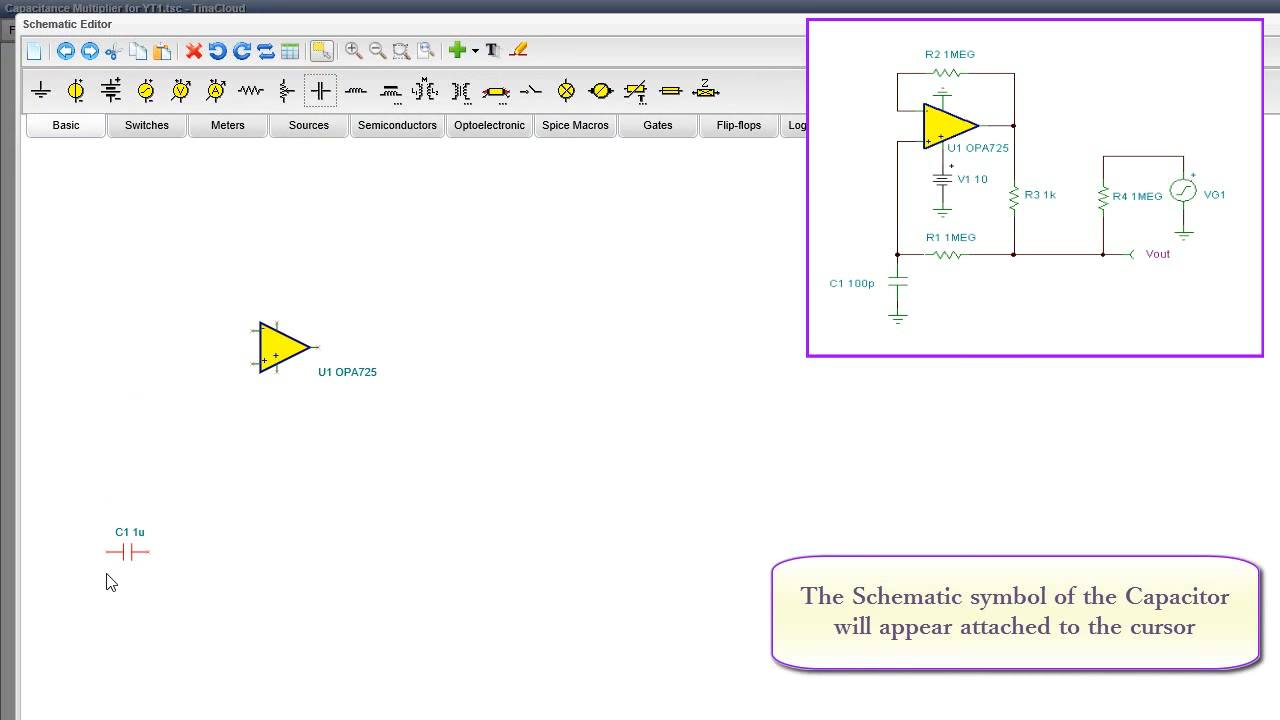 Capacitance Multiplier for YT1.tsc - TinaCloud
F
Schematic Editor
T
M
Z
Basic
Switches
Meters
Sources
Semiconductors
Optoelectronic
Spice Macros
Gates
Flip-flops
Log
R2 1MEG
U1 OPA725
V1 10
R3 1k
R4 1MEG
VG1
R1 1MEG
Vout
C1 100p
U1 OPA725
C1 1u
The Schematic symbol of the Capacitor
will appear attached to the cursor